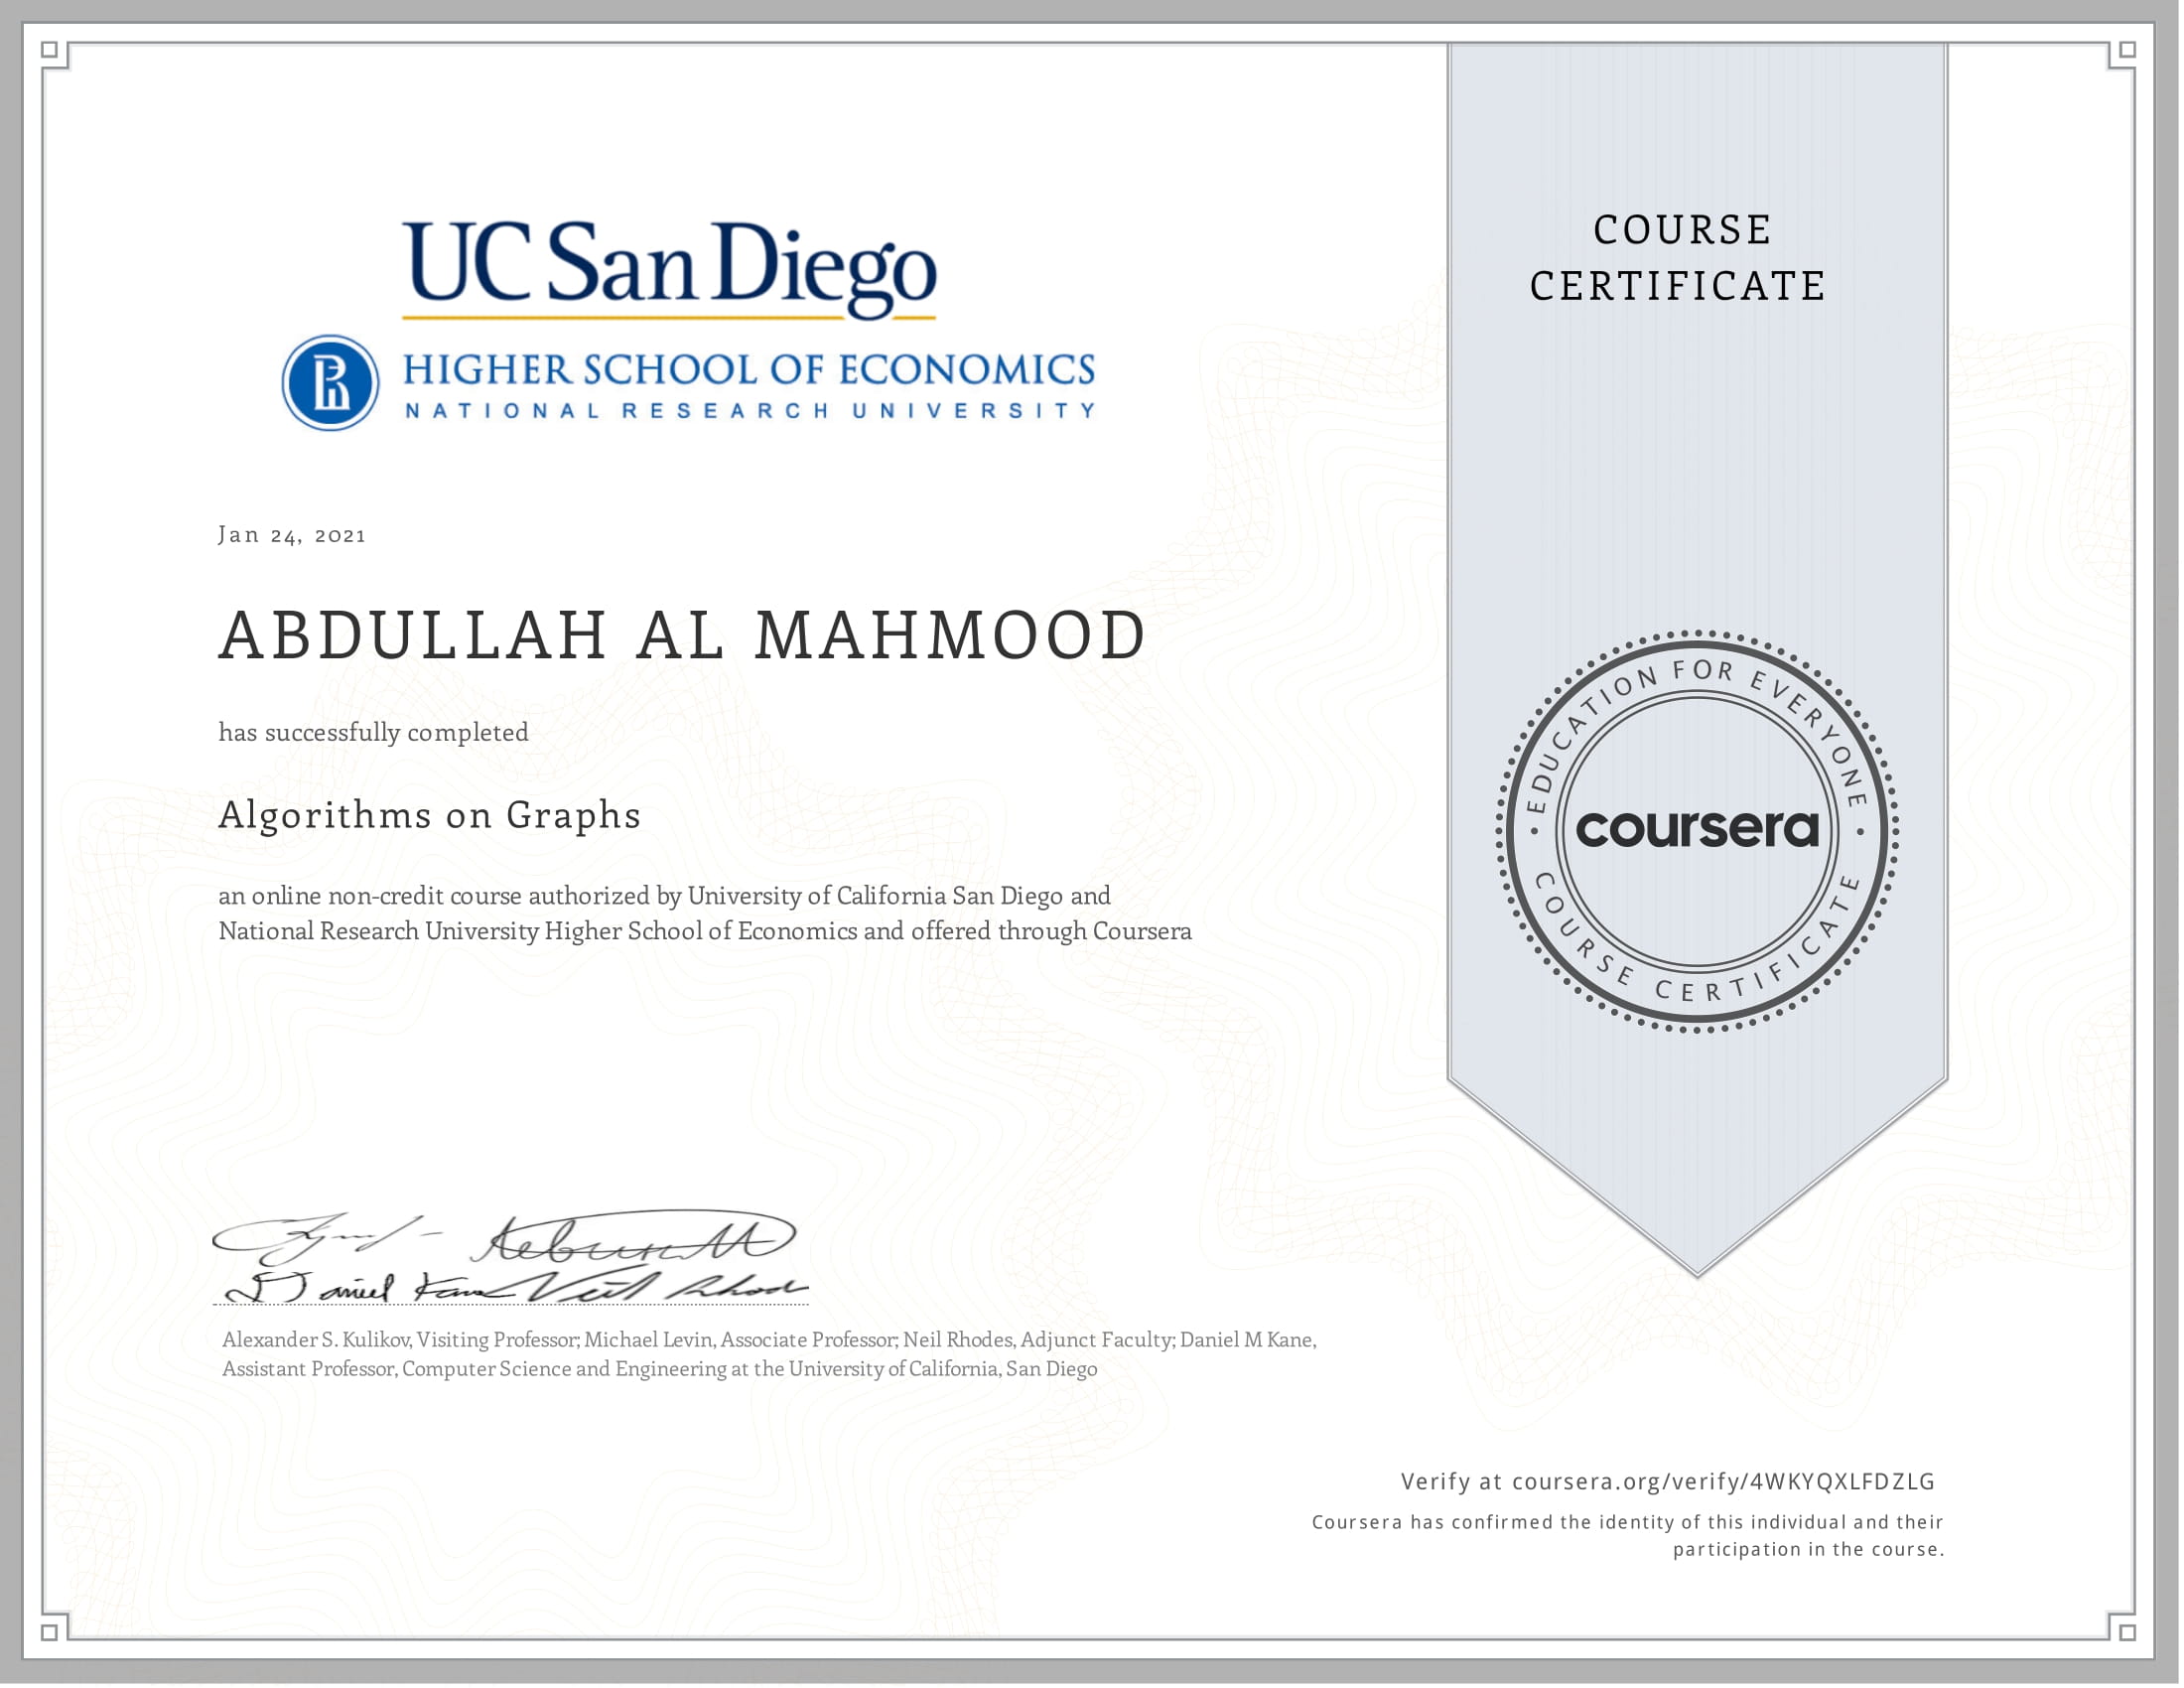 UC San Diego
HIGHER SCHOOL OF ECONOMICS
NATIONAL RESEARCH UNIVERSITY
COURSE
CERTIFICATE
Jan 24, 2021
ABDULLAH AL MAHMOOD
has successfully completed
Algorithms on Graphs
an online non-credit course authorized by University of California San Diego and
National Research University Higher School of Economics and offered through Coursera
EDUCATION FOR EVERYONE
coursera
COURSE CERTIFICATE
Daniel Kane Neil Rhodes
Alexander S. Kulikov, Visiting Professor; Michael Levin, Associate Professor; Neil Rhodes, Adjunct Faculty; Daniel M Kane,
Assistant Professor, Computer Science and Engineering at the University of California, San Diego
Verify at coursera.org/verify/4WKYQXLFDZLG
Coursera has confirmed the identity of this individual and their
participation in the course.